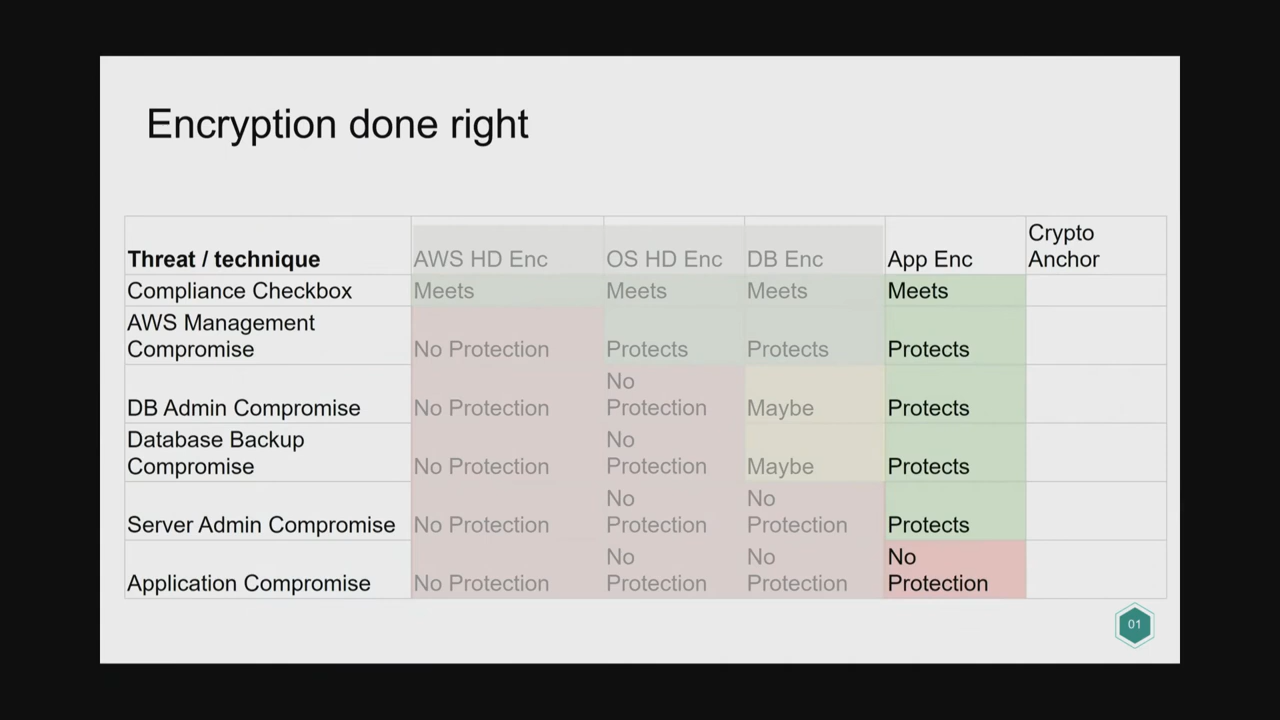 Encryption done right
Threat / technique AWS HD Enc OS HD Enc DB Enc App Enc Crypto Anchor
Compliance Checkbox Meets Meets Meets Meets
AWS Management Compromise No Protection Protects Protects Protects
DB Admin Compromise No Protection No Protection Maybe Protects
Database Backup Compromise No Protection No Protection Maybe Protects
Server Admin Compromise No Protection No Protection No Protection Protects
Application Compromise No Protection No Protection No Protection No Protection
01